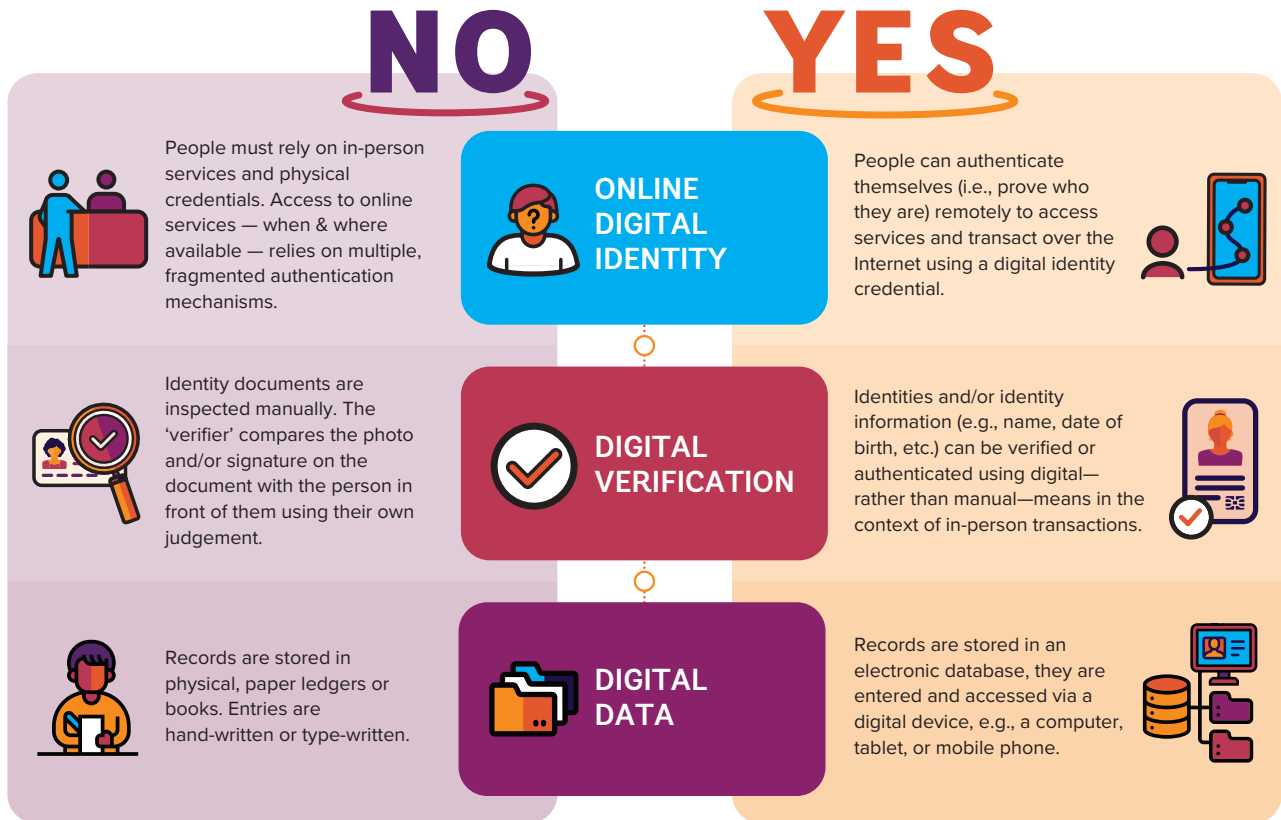 NO
YES
People must rely on in-person
services and physical
credentials. Access to online
services — when & where
available — relies on multiple,
fragmented authentication
mechanisms.
?
ONLINE
DIGITAL
IDENTITY
People can authenticate
themselves (i.e., prove who
they are) remotely to access
services and transact over the
Internet using a digital identity
credential.
Identity documents are
inspected manually. The
‘verifier’ compares the photo
and/or signature on the
document with the person in
front of them using their own
judgement.
DIGITAL
VERIFICATION
Identities and/or identity
information (e.g., name, date of
birth, etc.) can be verified or
authenticated using digital—
rather than manual—means in the
context of in-person transactions.
Records are stored in
physical, paper ledgers or
books. Entries are
hand-written or type-written.
DIGITAL
DATA
Records are stored in an
electronic database, they are
entered and accessed via a
digital device, e.g., a computer,
tablet, or mobile phone.